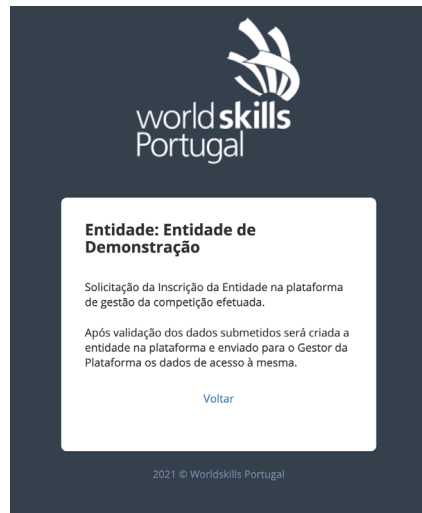 worldskills
Portugal
Entidade: Entidade de
Demonstração
Solicitação da Inscrição da Entidade na plataforma
de gestão da competição efetuada.
Após validação dos dados submetidos será criada a
entidade na plataforma e enviado para o Gestor da
Plataforma os dados de acesso à mesma.
Voltar
2021 © Worldskills Portugal